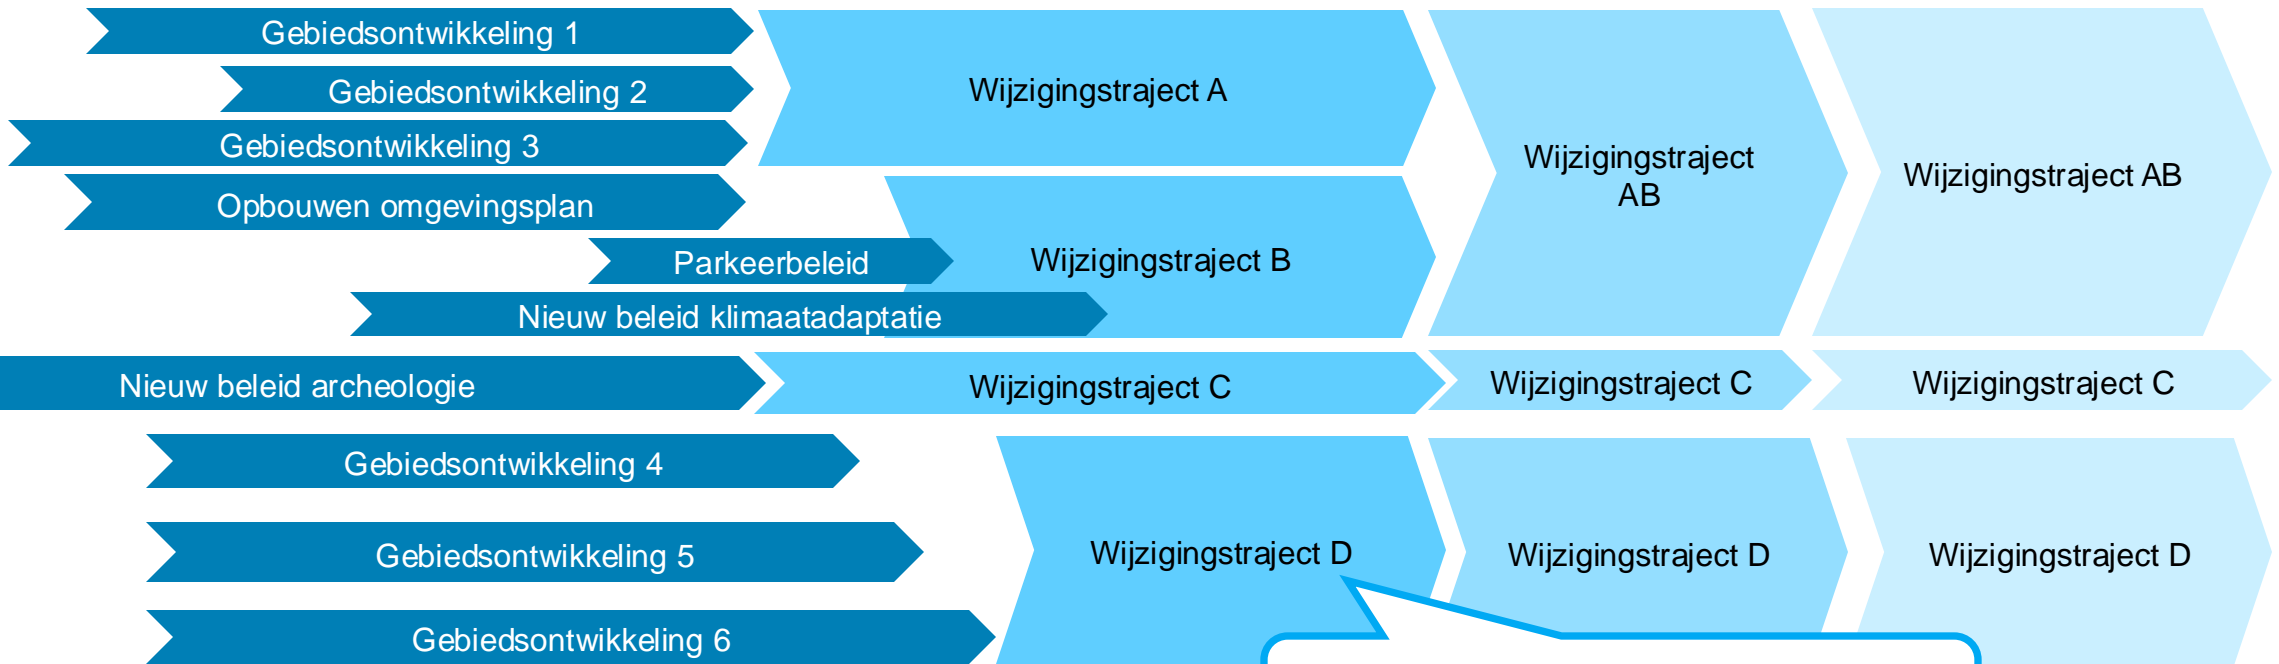 Gebiedsontwikkeling 1
Gebiedsontwikkeling 2
Gebiedsontwikkeling 3
Opbouwen omgevingsplan
Parkeerbeleid
Nieuw beleid klimaatadaptatie
Nieuw beleid archeologie
Gebiedsontwikkeling 4
Gebiedsontwikkeling 5
Gebiedsontwikkeling 6
Wijzigingstraject A
Wijzigingstraject B
Wijzigingstraject C
Wijzigingstraject D
Wijzigingstraject
AB
Wijzigingstraject C
Wijzigingstraject D
Wijzigingstraject AB
Wijzigingstraject C
Wijzigingstraject D